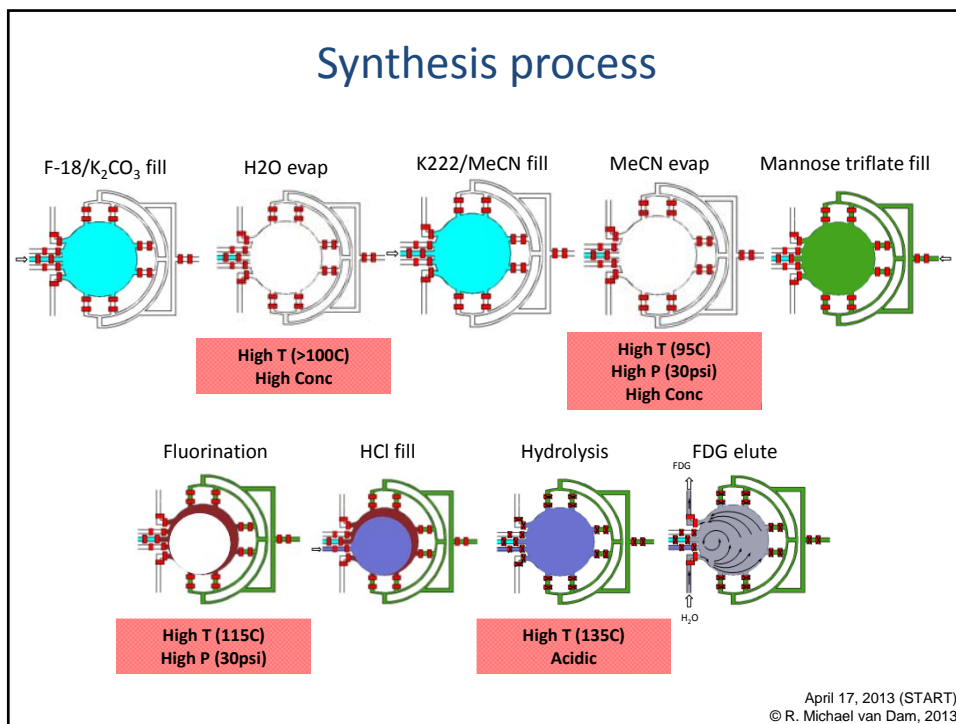 Synthesis process
F-18/K₂CO₃ fill
H2O evap
K222/MeCN fill
MeCN evap
Mannose triflate fill
High T (>100C)
High Conc
High T (95C)
High P (30psi)
High Conc
Fluorination
HCl fill
Hydrolysis
FDG elute
FDG
H₂O
High T (115C)
High P (30psi)
High T (135C)
Acidic
April 17, 2013 (START)
© R. Michael van Dam, 2013